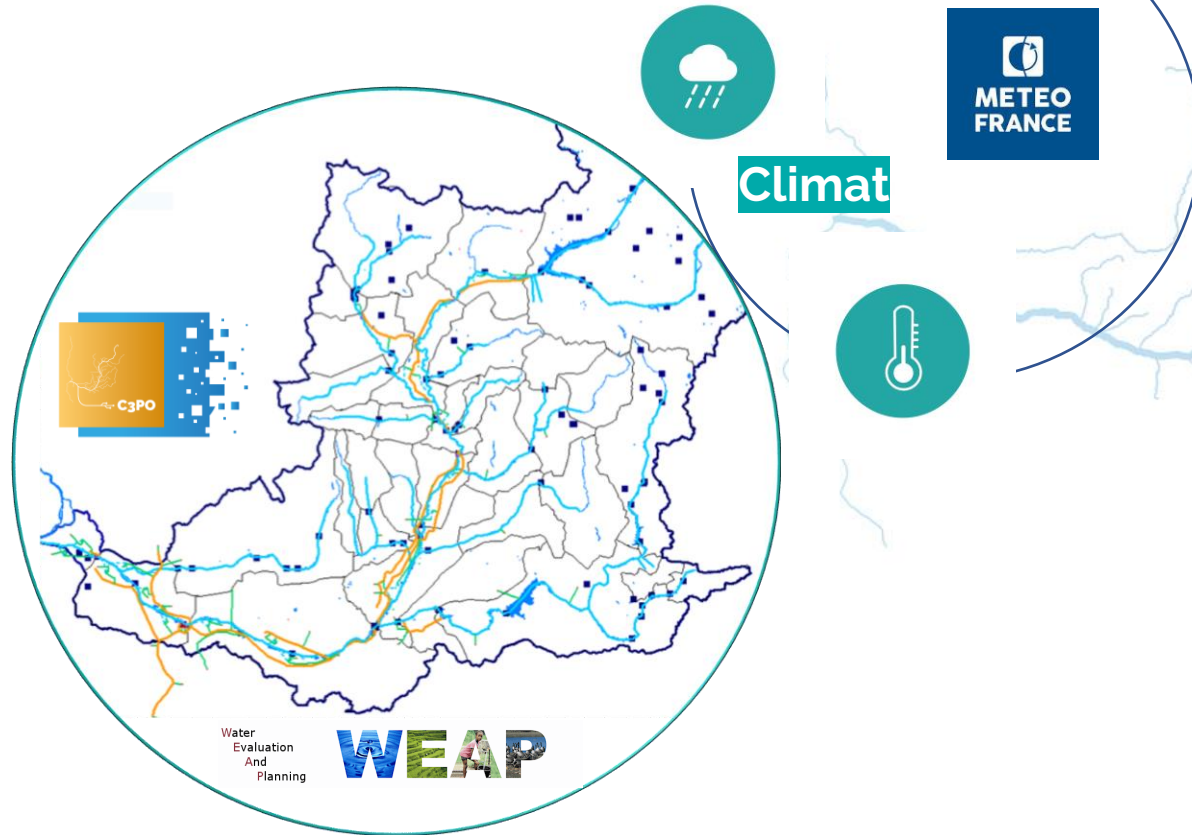 METEO
FRANCE
Climat
C3PO
Water
Evaluation
And
Planning
WEAP